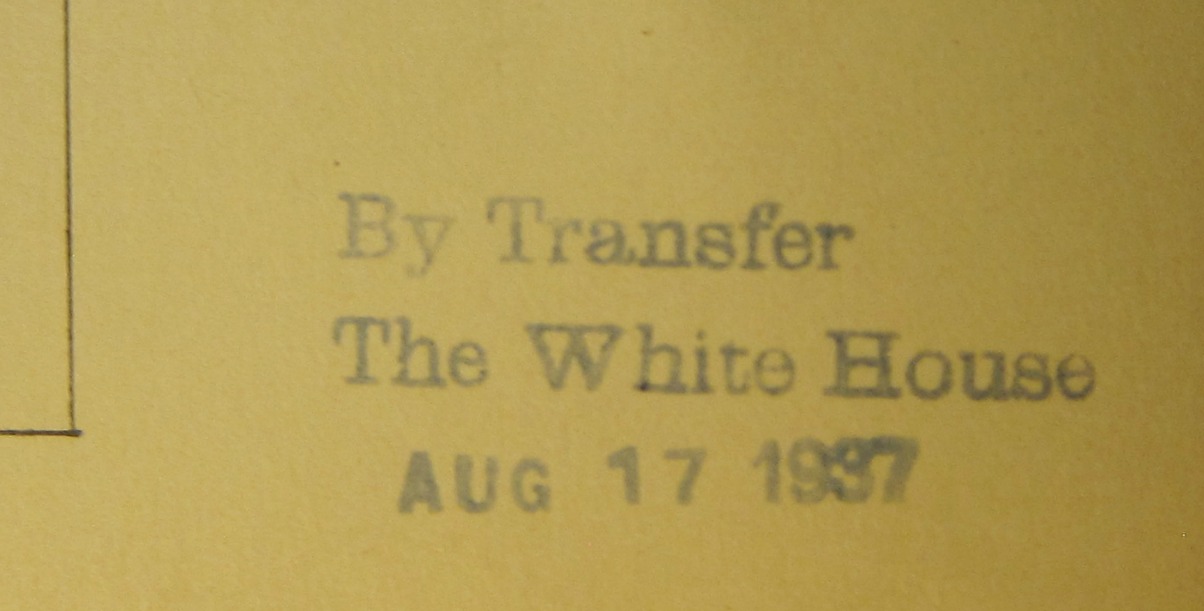 By Transfer
The White House
AUG 17 1937